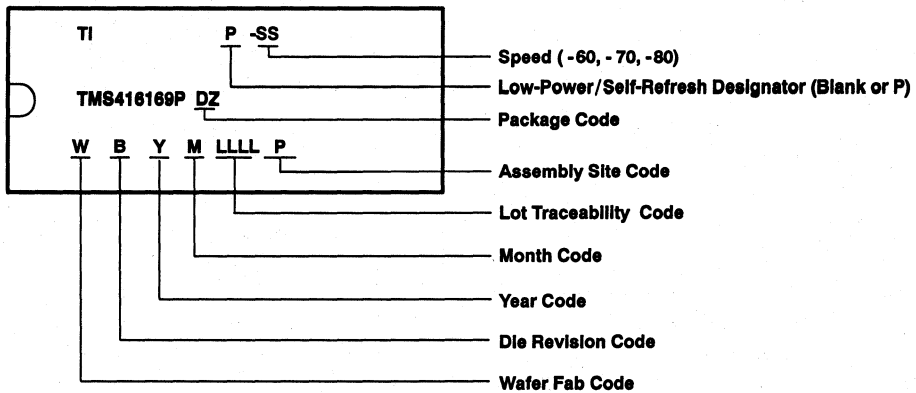 TI P -SS
Speed ( -60, - 70, -80)
Low-Power/Self-Refresh Designator (Blank or P)
TMS416169P DZ
Package Code
W B Y M LLLL P
Assembly Site Code
Lot Traceability Code
Month Code
Year Code
Die Revision Code
Wafer Fab Code